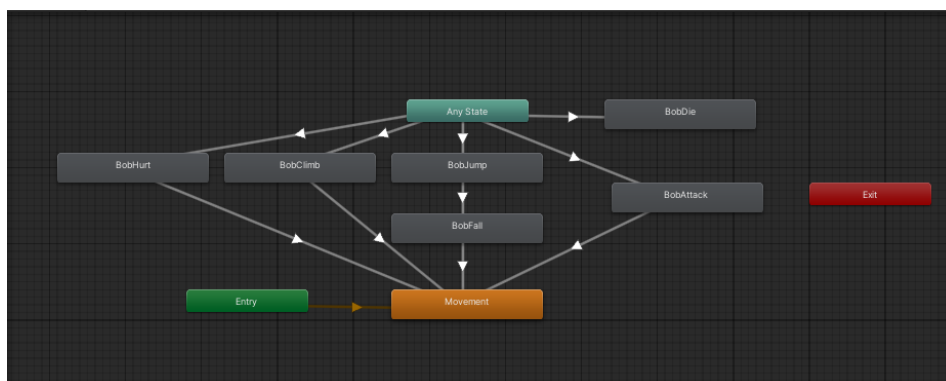 Any State
BobDie
BobHurt
BobClimb
BobJump
BobAttack
Exit
BobFall
Entry
Movement